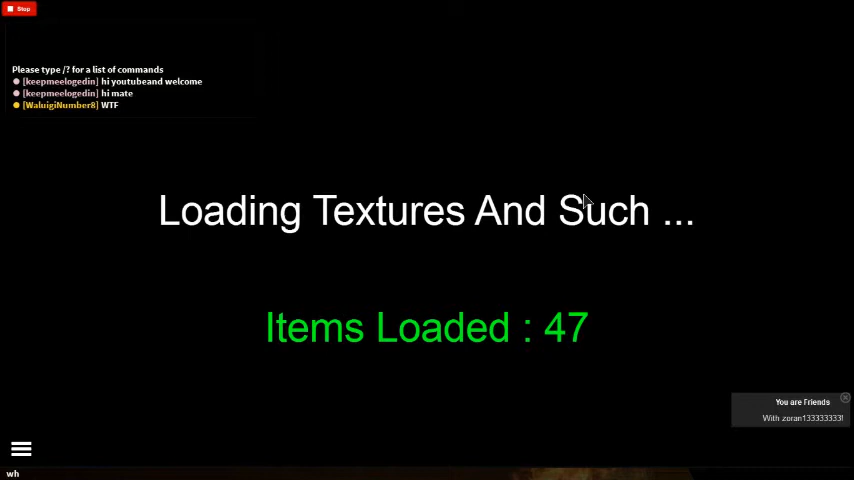 Stop
Please type /? for a list of commands
[keepmeelogedin] hi youtubeand welcome
[keepmeelogedin] hi mate
[WaluigiNumber8] WTF
Loading Textures And Such ...
Items Loaded : 47
You are Friends
With zoran133333333!
wh